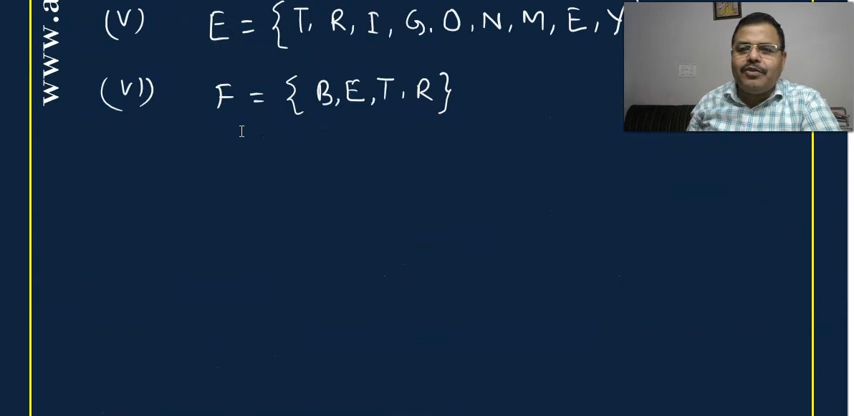 www.a
(V) E = {T, R, I, G, O, N, M, E, Y
(VI) F = { B, E, T, R}